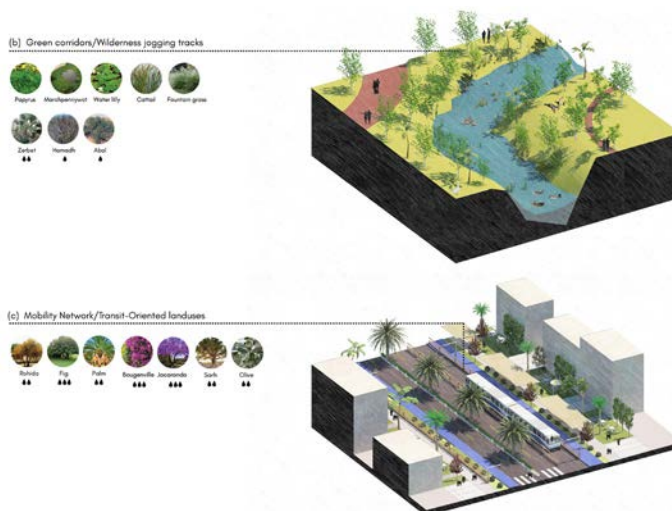 (b) Green corridors/Wilderness jogging tracks
Papyrus Marshpennywort Water lilly Cattail Fountain grass
Zerbet Hamadh Abal
(c) Mobility Network/Transit-Oriented landuses
Rohida Fig Palm Bougenville Jacaranda Sarh Olive